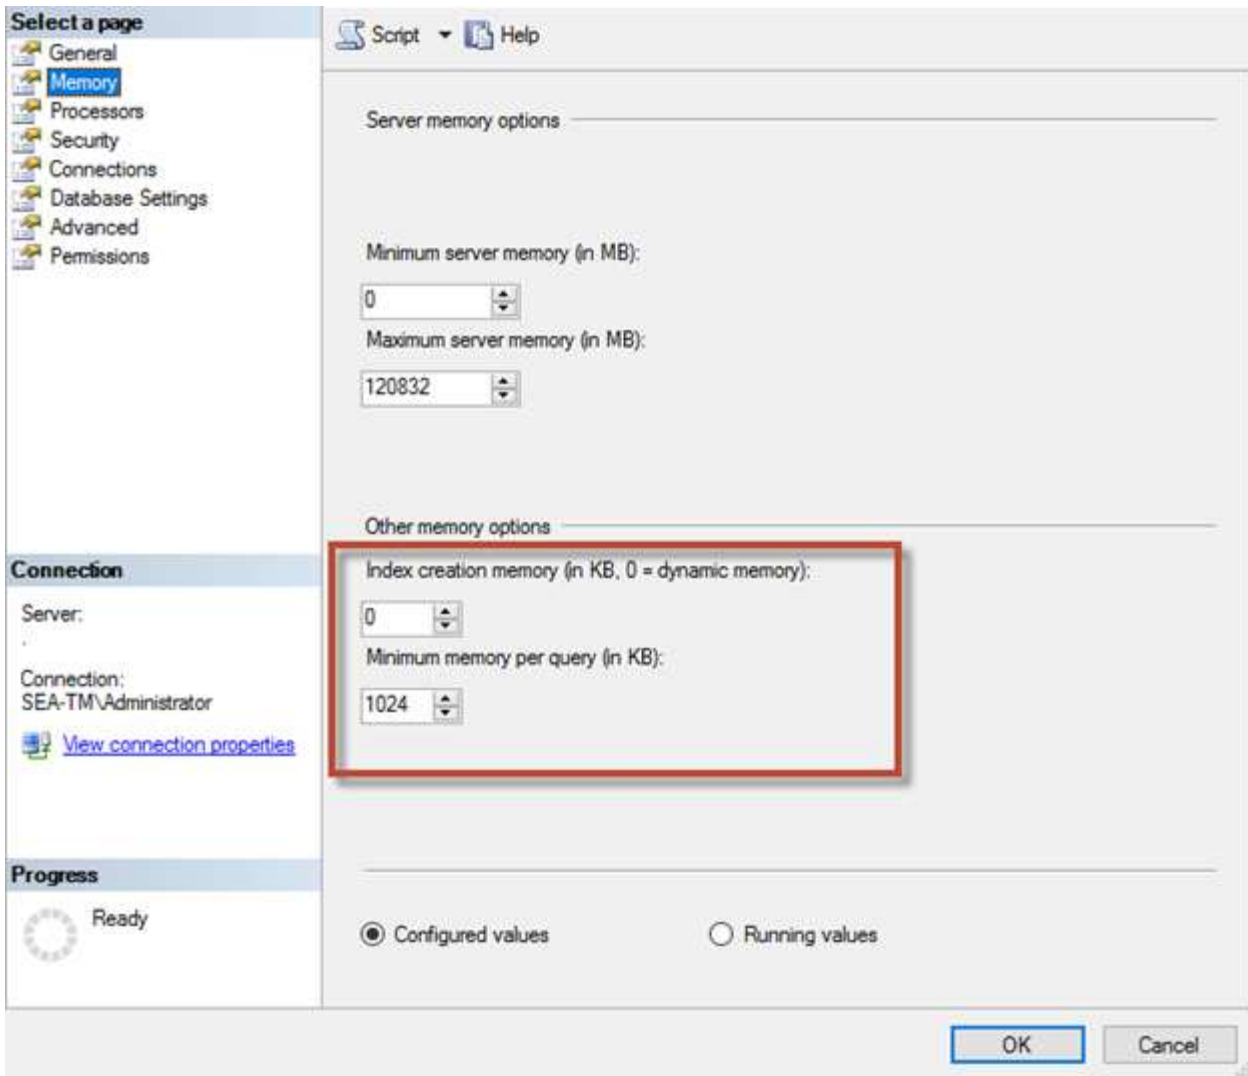 Select a page
General
Memory
Processors
Security
Connections
Database Settings
Advanced
Permissions
Connection
Server:
.
Connection:
SEA-TM\Administrator
View connection properties
Progress
Ready
Script
Help
Server memory options
Minimum server memory (in MB):
0
Maximum server memory (in MB):
120832
Other memory options
Index creation memory (in KB, 0 = dynamic memory):
0
Minimum memory per query (in KB):
1024
Configured values
Running values
OK
Cancel